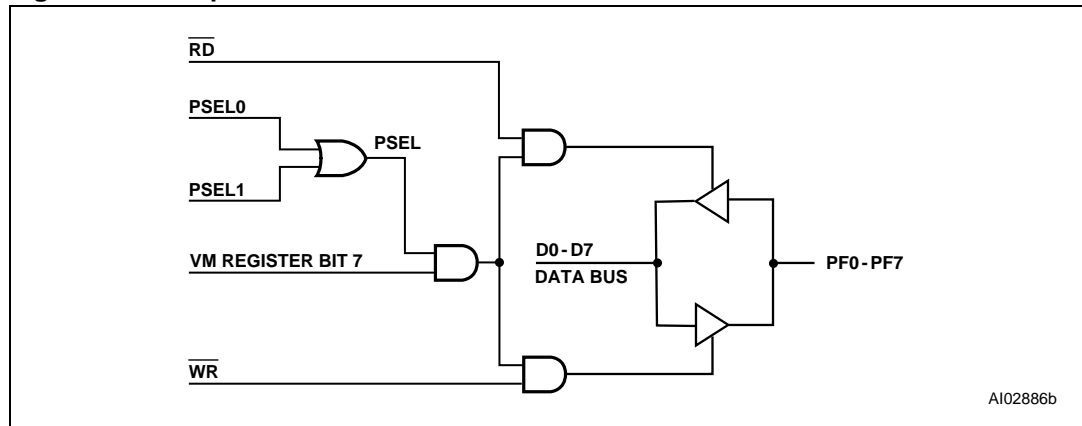 RD
PSEL0
PSEL
PSEL1
D0-D7
VM REGISTER BIT 7
PF0-PF7
DATA BUS
WR
AI02886b